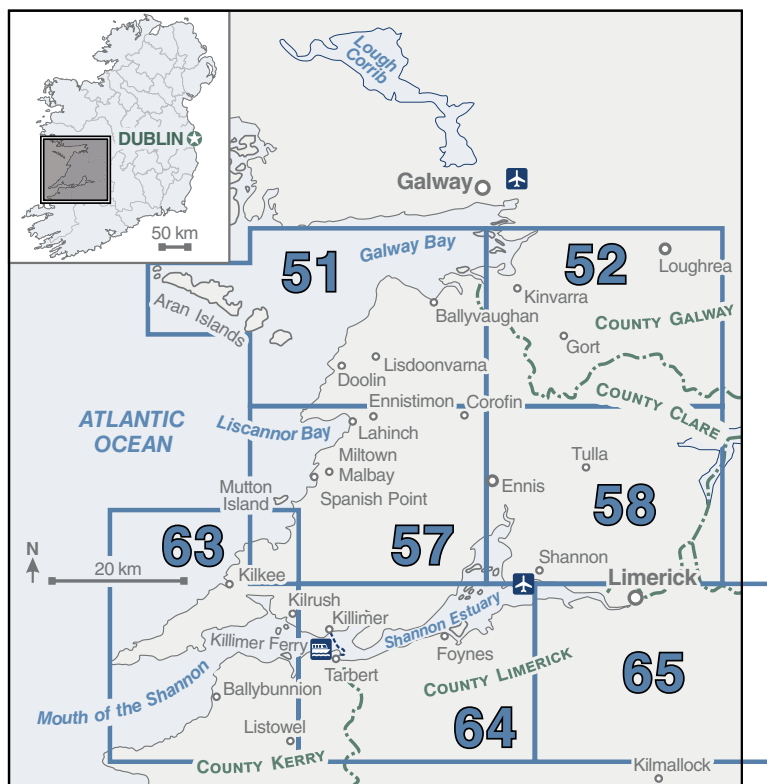 Lough
Corrib
DUBLIN
50 km
Galway
51
Galway Bay
52
Loughrea
Aran Islands
Kinvarra
Ballyvaughan
COUNTY GALWAY
Gort
Lisdoonvarna
Doolin
COUNTY CLARE
Ennistimon
Corofin
ATLANTIC
OCEAN
Liscannor Bay
Lahinch
Miltown
Malbay
Tulla
Mutton
Island
Spanish Point
Ennis
63
57
58
N
20 km
Kilkee
Shannon
Limerick
Kilrush
Killimer
Shannon Estuary
Killimer Ferry
Foynes
Tarbert
Mouth of the Shannon
Ballybunnion
COUNTY LIMERICK
65
64
Listowel
COUNTY KERRY
Kilmallock